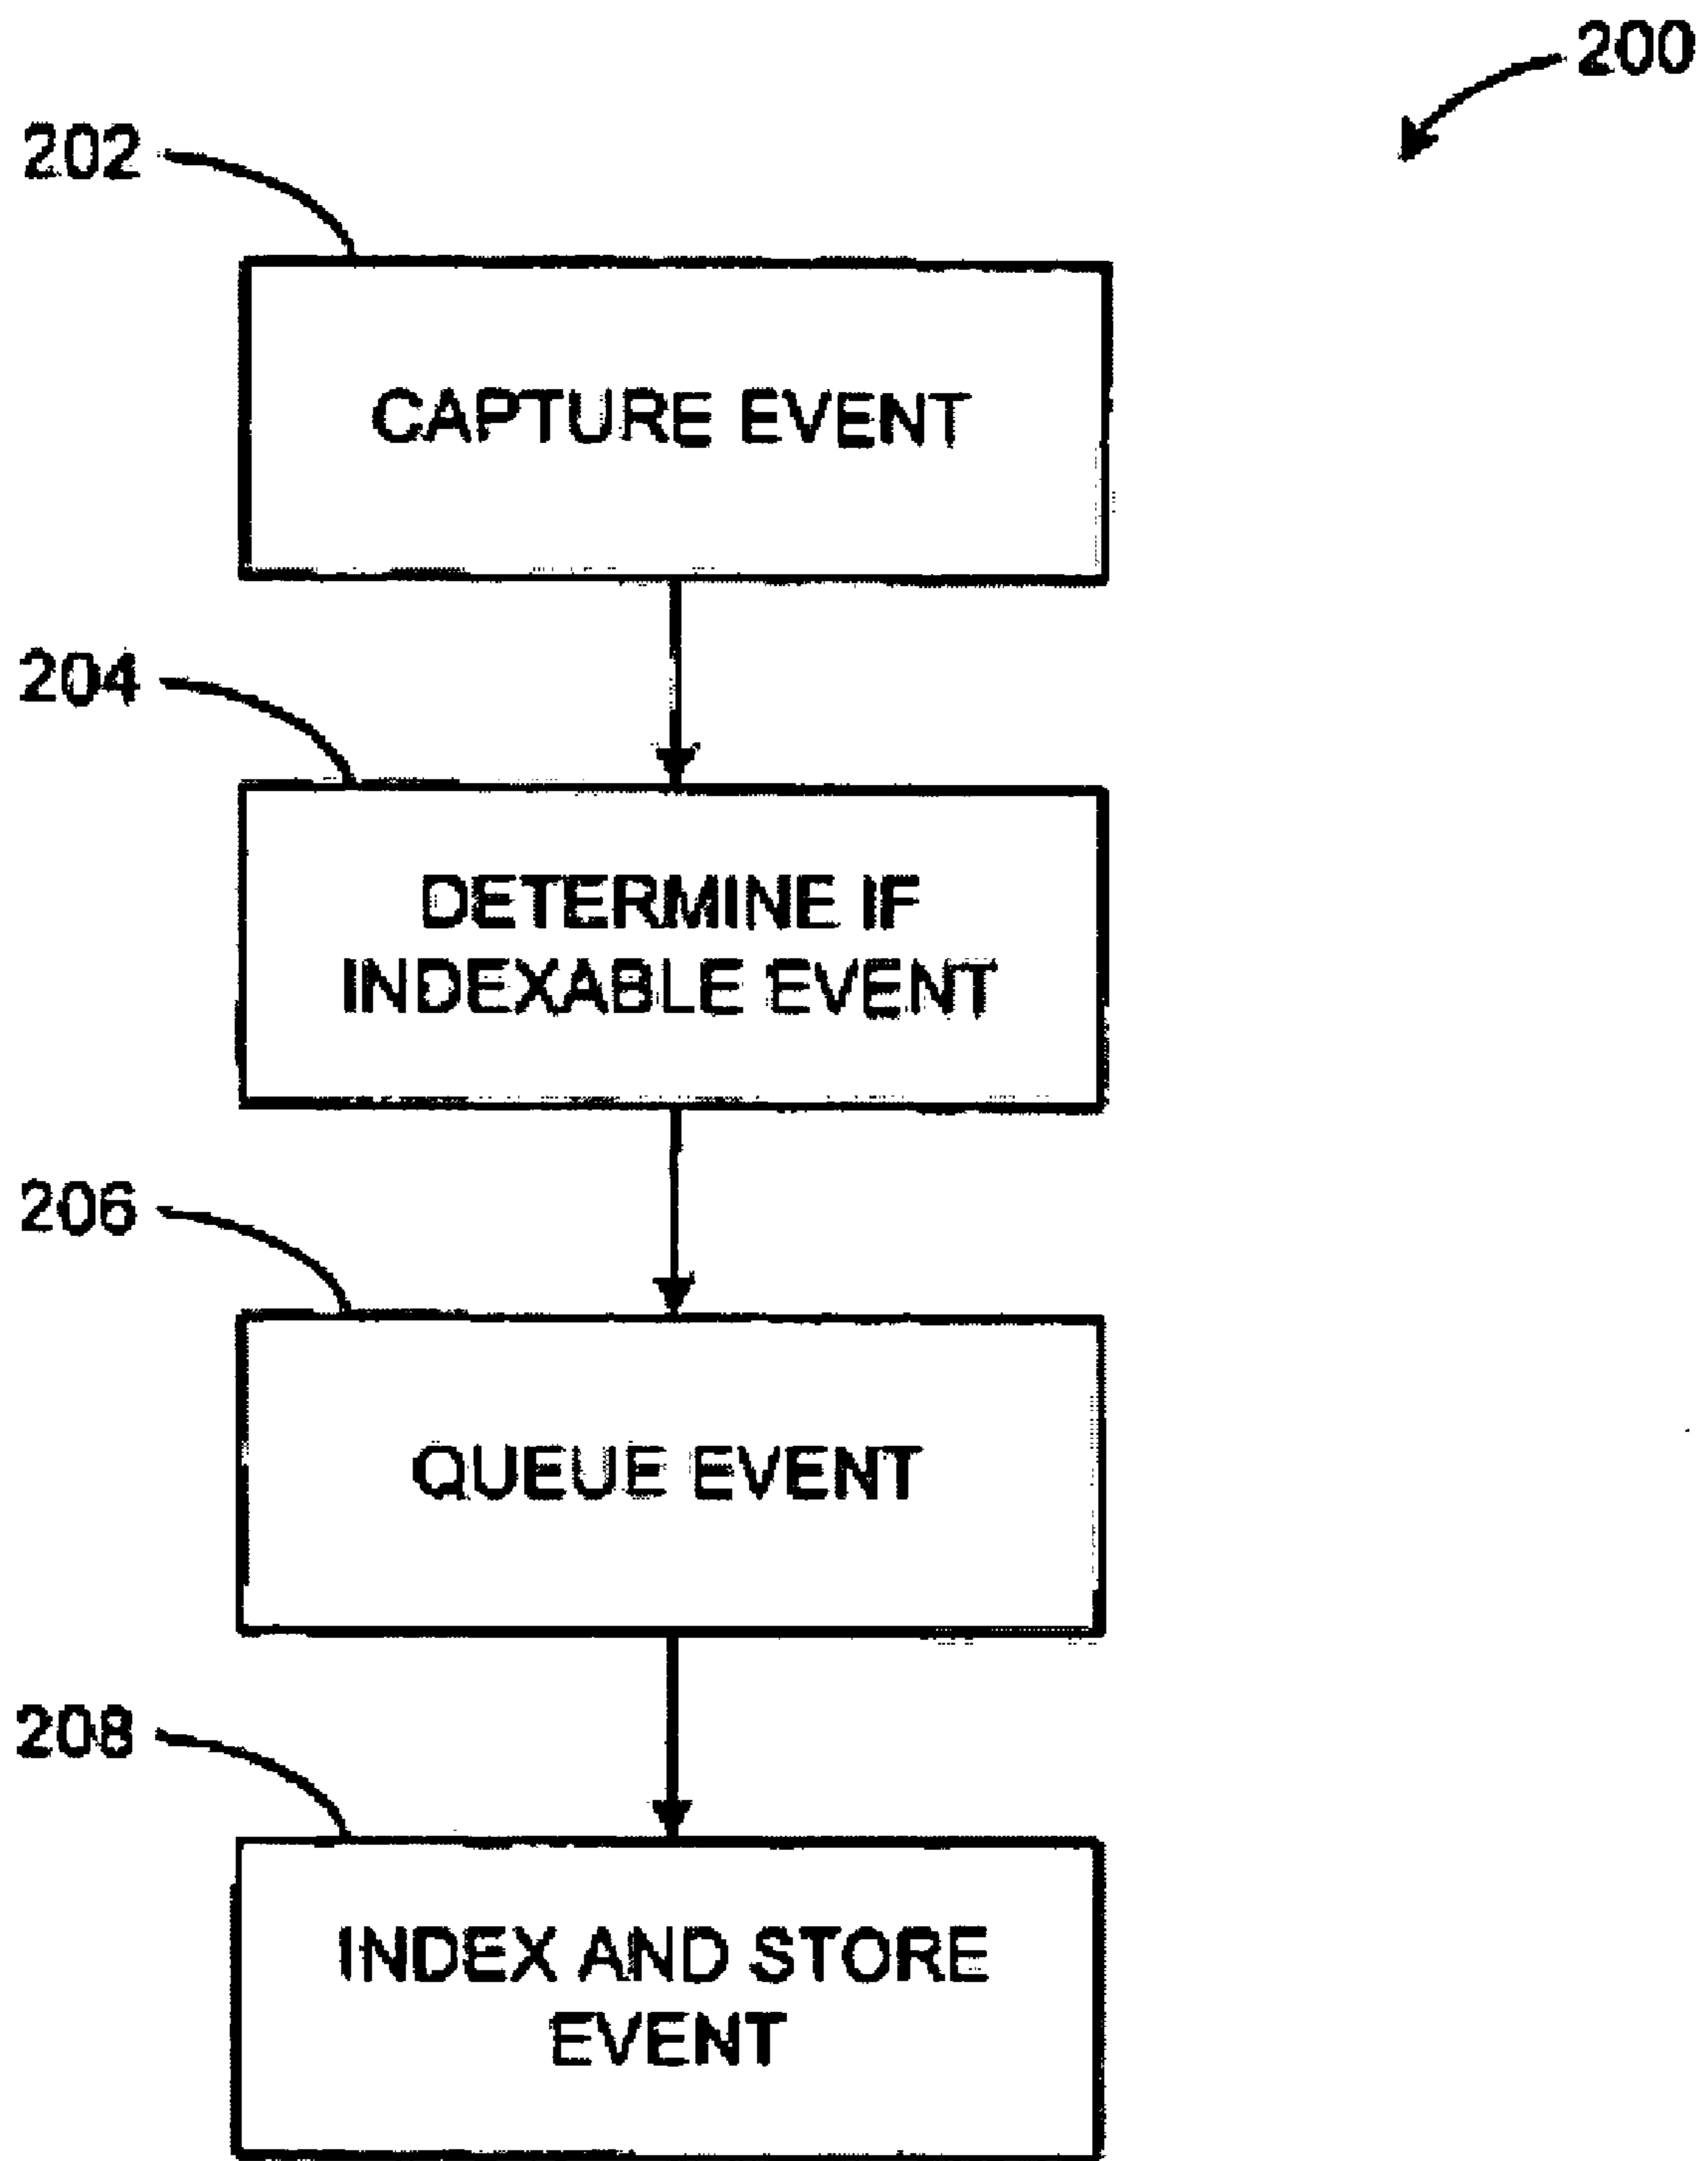 200
202
CAPTURE EVENT
204
DETERMINE IF
INDEXABLE EVENT
206
QUEUE EVENT
208
INDEX AND STORE
EVENT